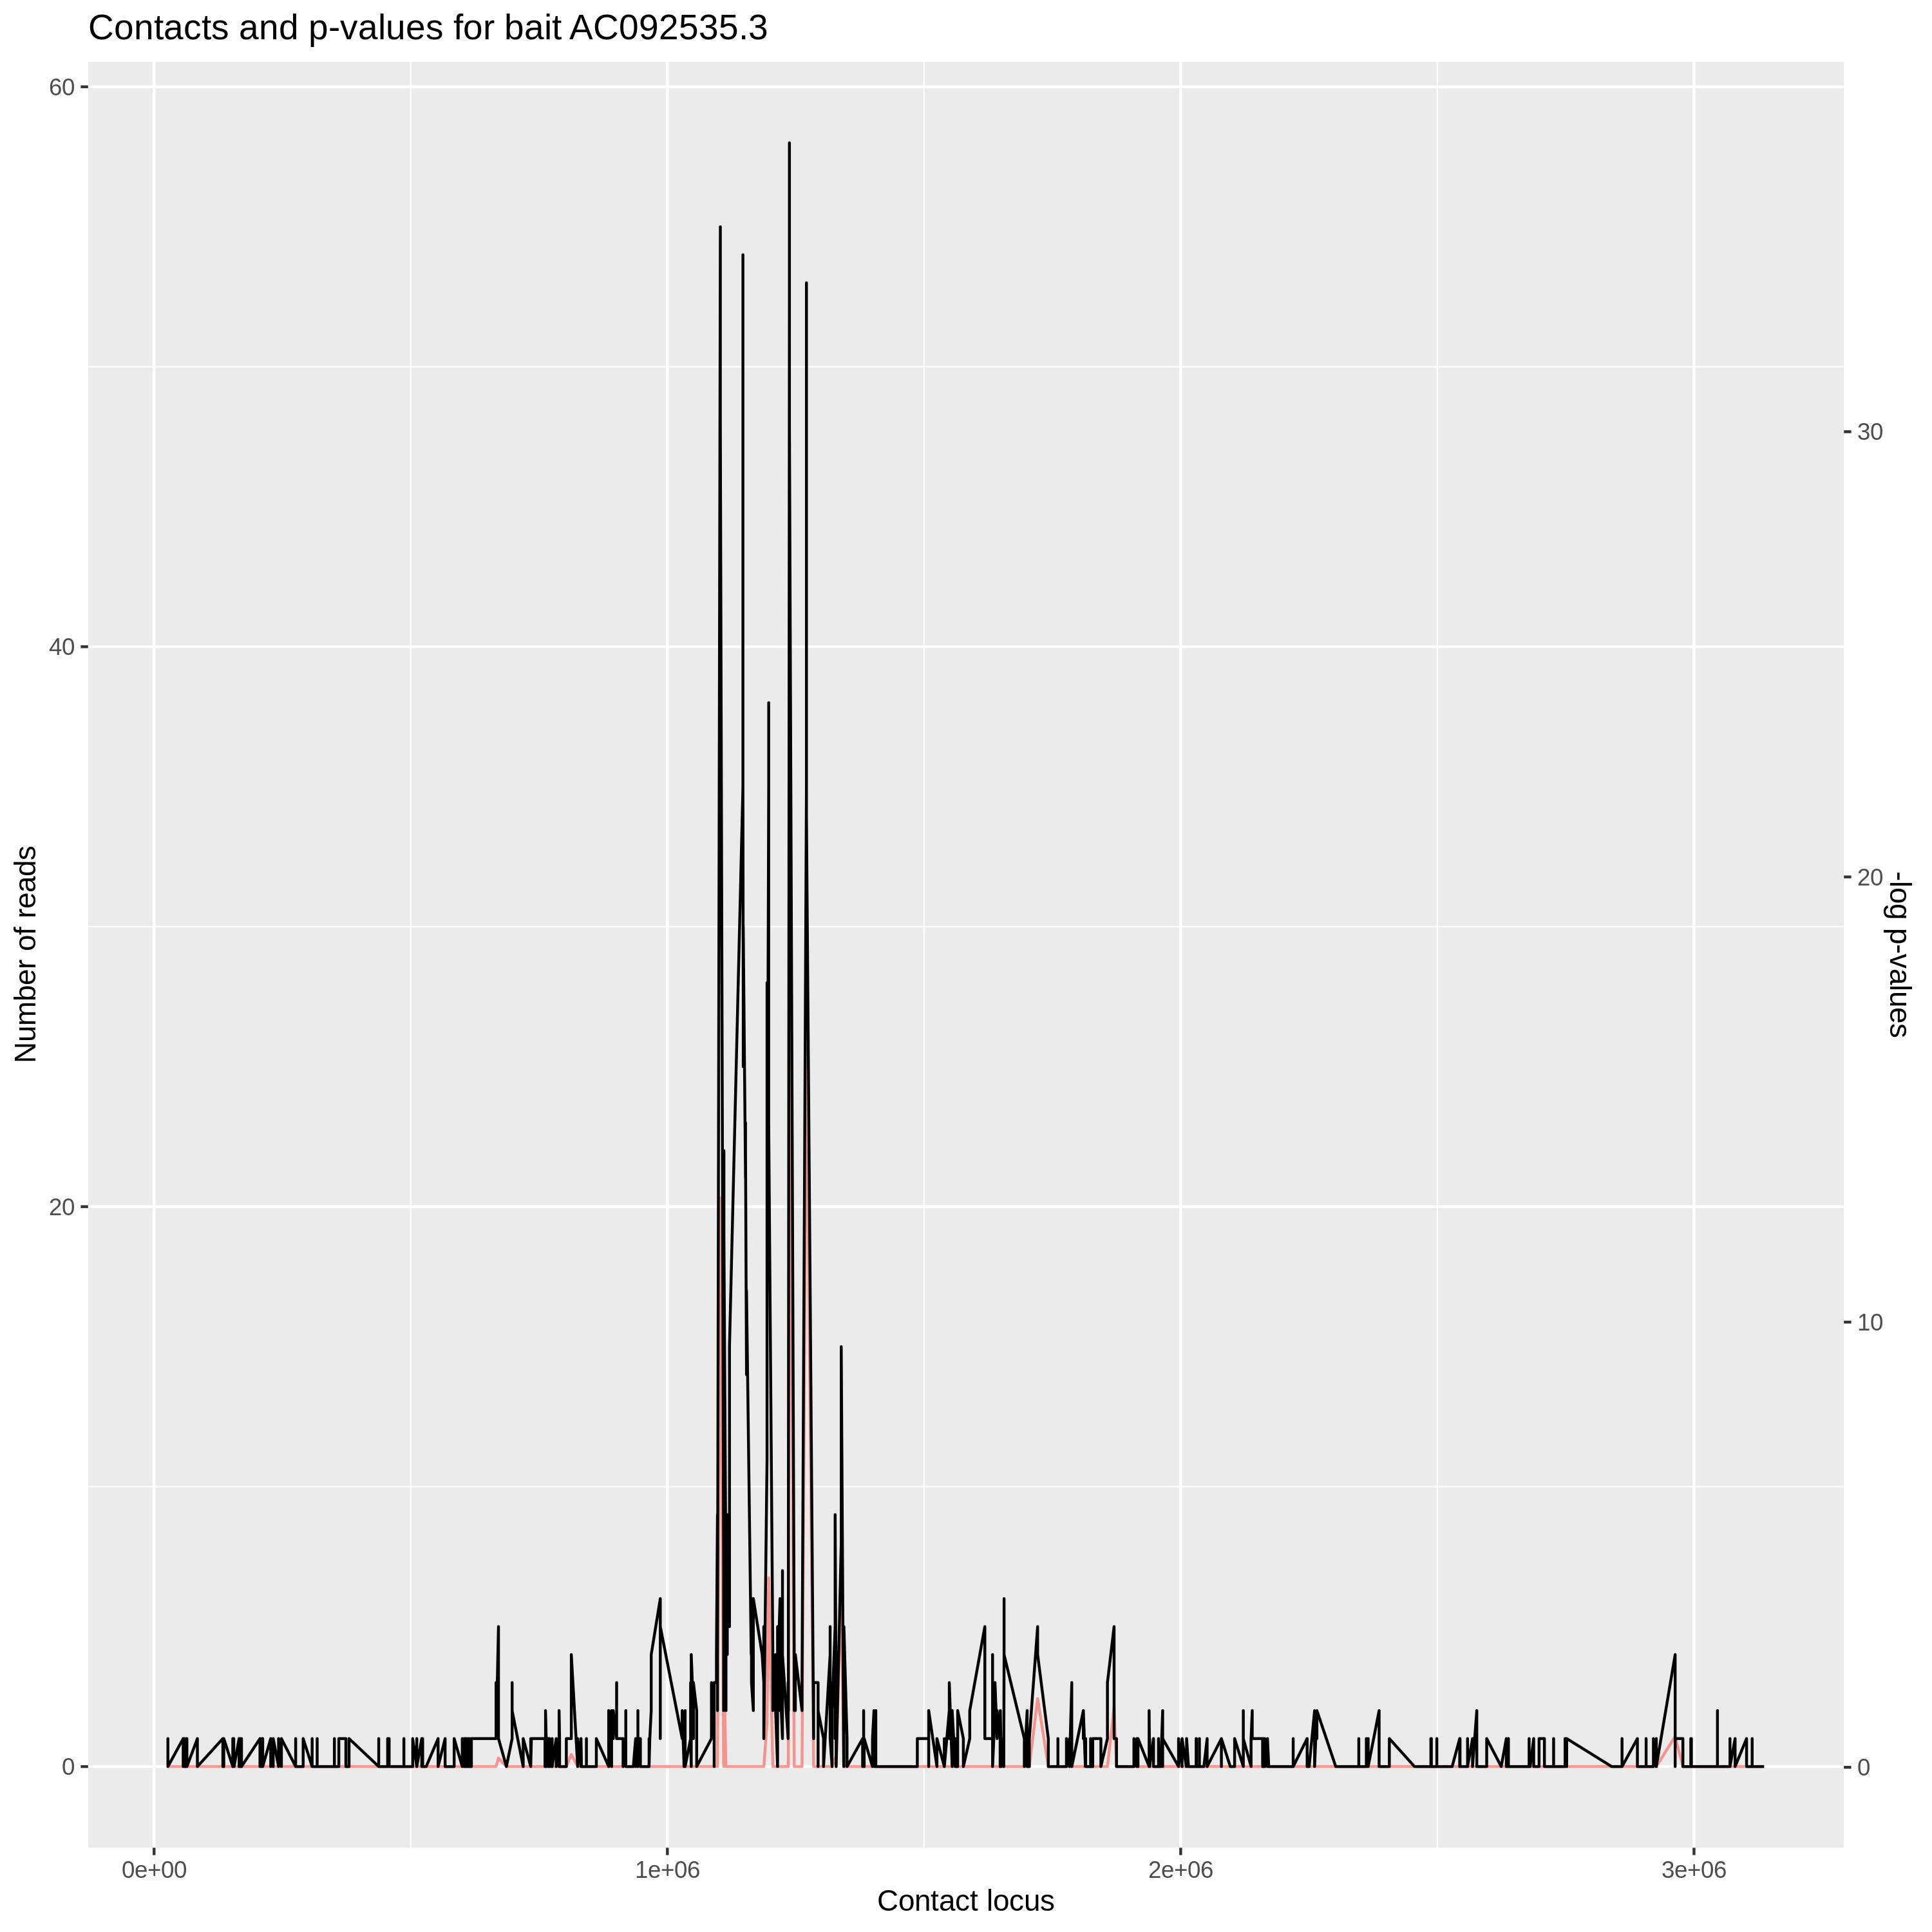 Contacts and p-values for bait AC092535.3
60
40
20
0
Number of reads
30
20
10
0
-log p-values
0e+00
1e+06
2e+06
3e+06
Contact locus